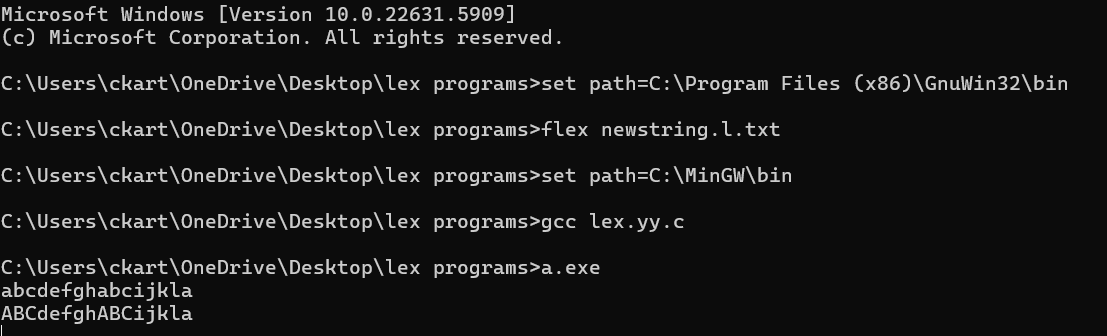 Microsoft Windows [Version 10.0.22631.5909]
(c) Microsoft Corporation. All rights reserved.
C:\Users\ckart\OneDrive\Desktop\lex programs>set path=C:\Program Files (x86)\GnuWin32\bin
C:\Users\ckart\OneDrive\Desktop\lex programs>flex newstring.l.txt
C:\Users\ckart\OneDrive\Desktop\lex programs>set path=C:\MinGW\bin
C:\Users\ckart\OneDrive\Desktop\lex programs>gcc lex.yy.c
C:\Users\ckart\OneDrive\Desktop\lex programs>a.exe
abcdefghabcijkla
ABCdefghABCijkla